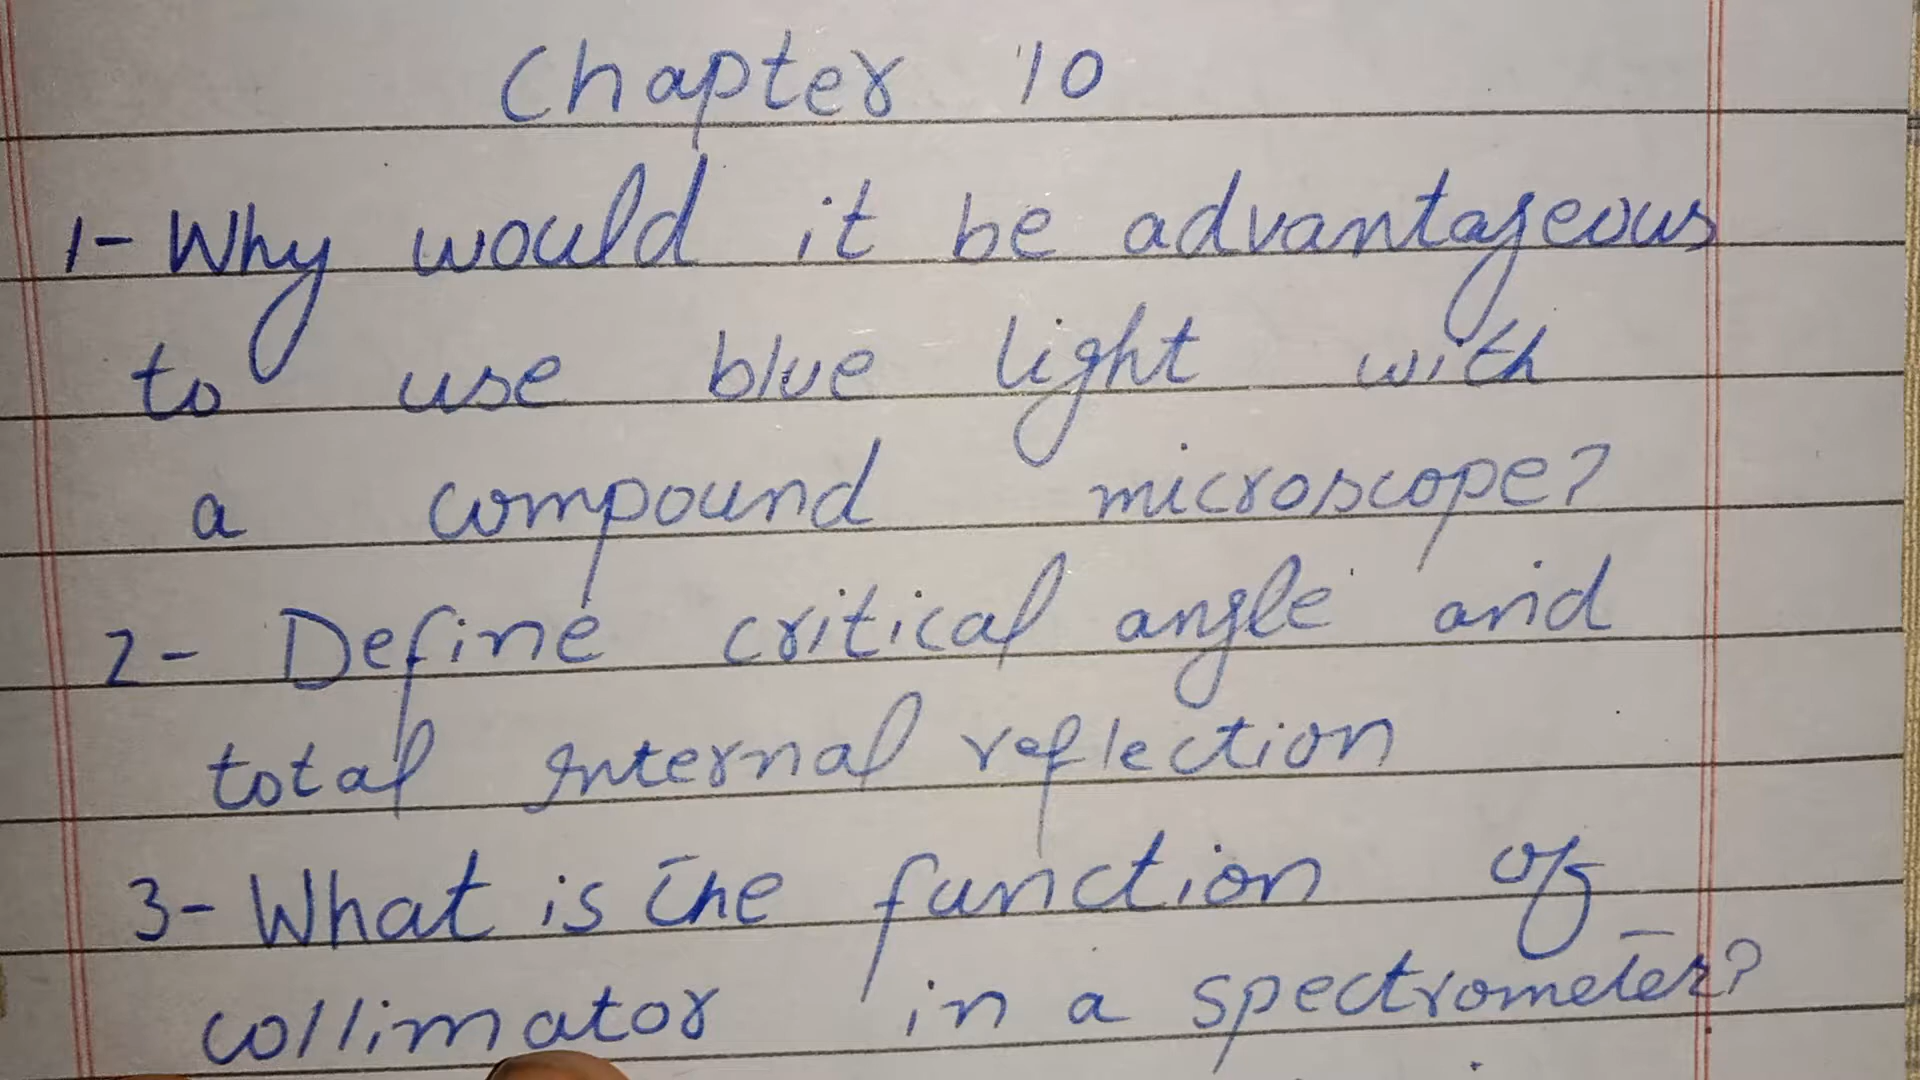 Chapter 10
1- Why would it be advantageous
to use blue light with
a compound microscope?
2- Define critical angle and
total internal reflection
3- What is the function of
collimator in a spectrometer?